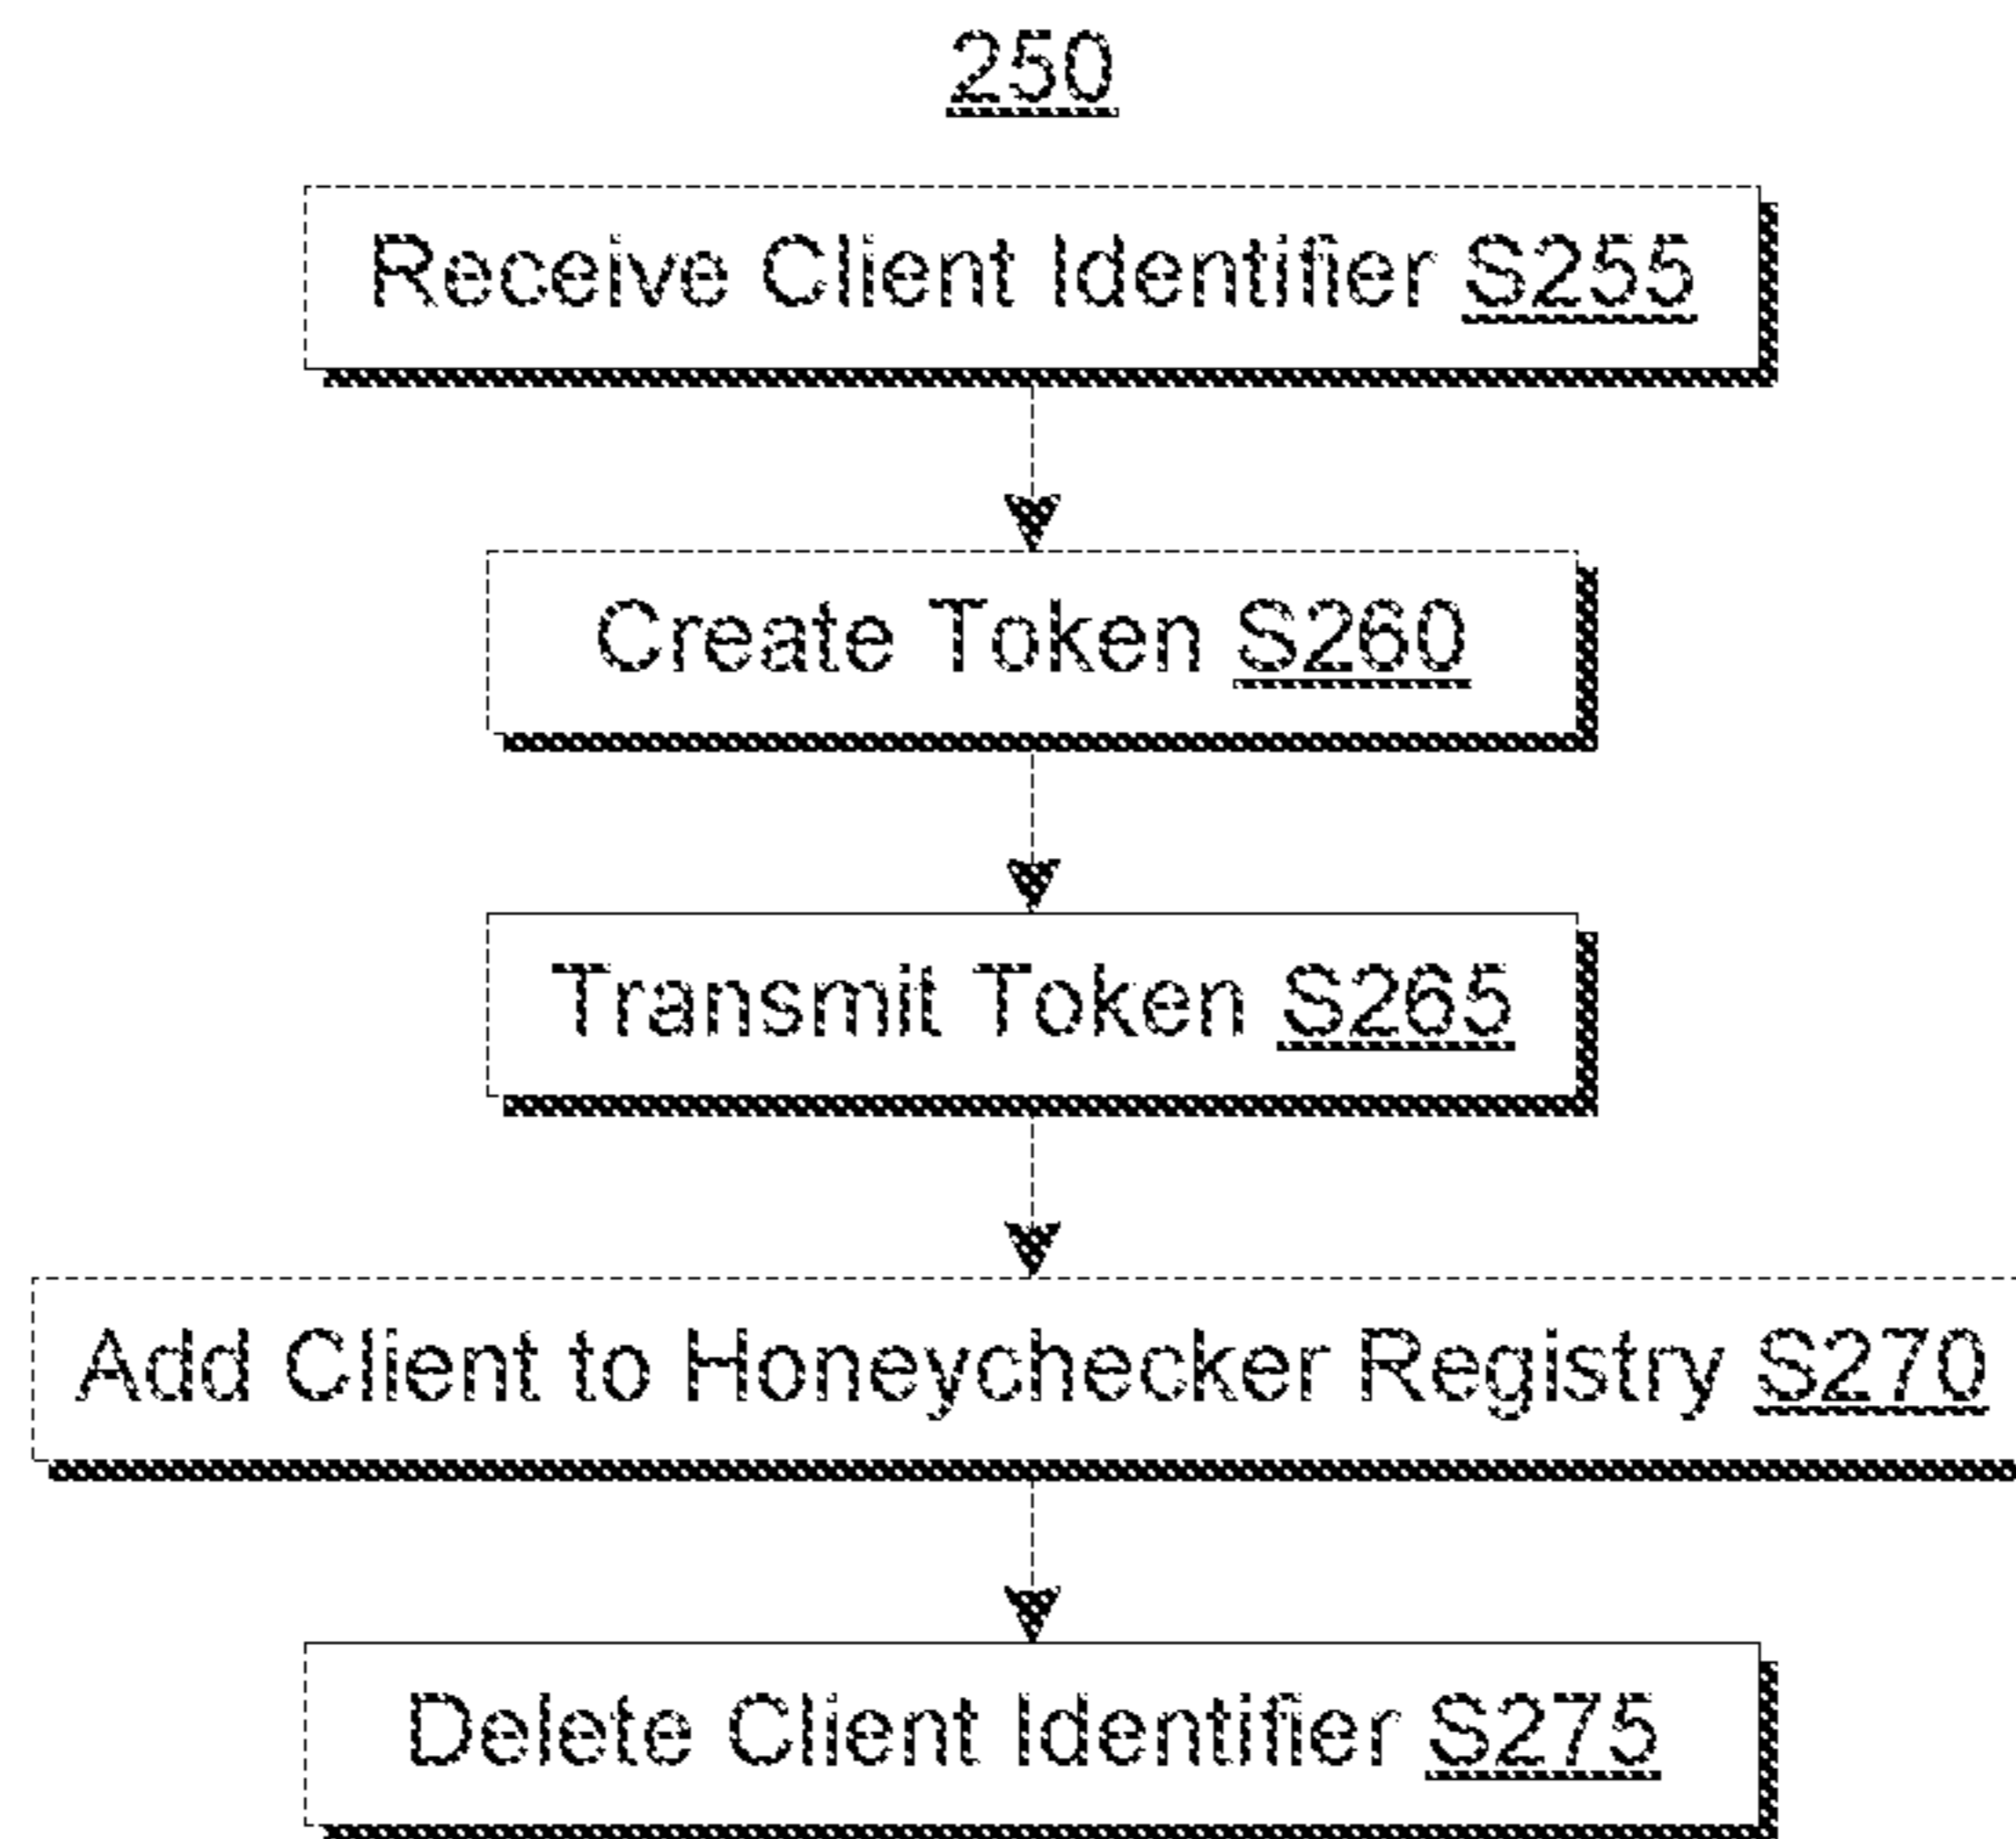 250
Receive Client Identifier S255
Create Token S260
Transmit Token S265
Add Client to Honeychecker Registry S270
Delete Client Identifier S275